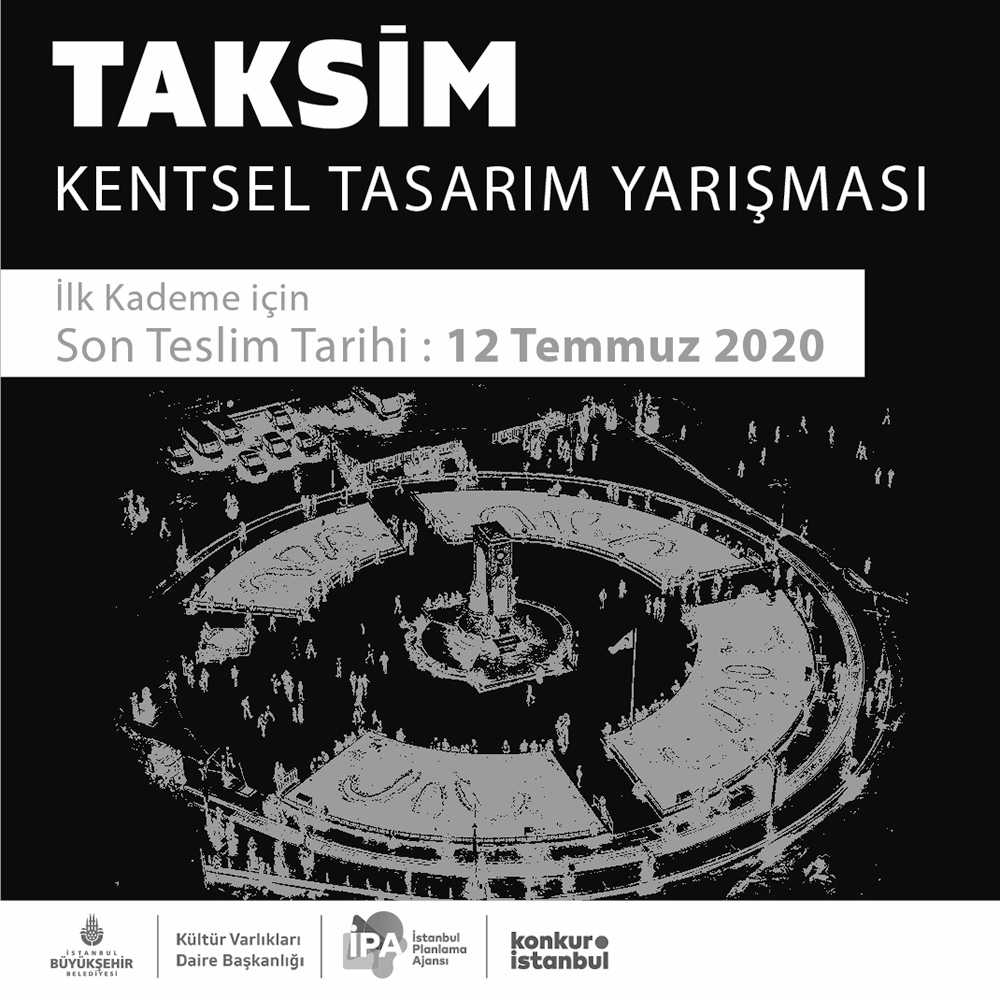 TAKSİM
KENTSEL TASARIM YARIŞMASI
İlk Kademe için
Son Teslim Tarihi : 12 Temmuz 2020
İSTANBUL
BÜYÜKŞEHİR
BELEDİYESİ
Kültür Varlıkları
Daire Başkanlığı
İPA
İstanbul
Planlama
Ajansı
konkur
istanbul